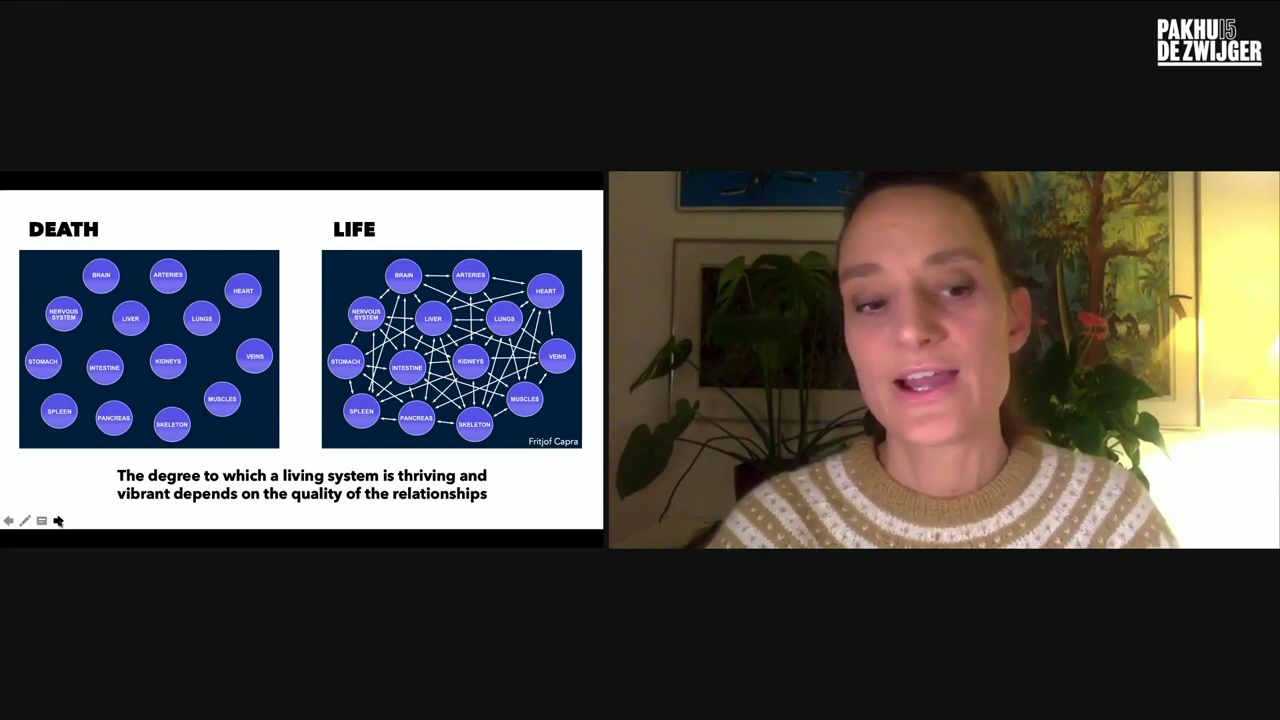 PAKHU15
DE ZWIJGER
DEATH
BRAIN
ARTERIES
HEART
NERVOUS
SYSTEM
LIVER
LUNGS
STOMACH
INTESTINE
KIDNEYS
VEINS
MUSCLES
SPLEEN
PANCREAS
SKELETON
LIFE
BRAIN
ARTERIES
HEART
NERVOUS
SYSTEM
LIVER
LUNGS
STOMACH
INTESTINE
KIDNEYS
VEINS
MUSCLES
SPLEEN
PANCREAS
SKELETON
Fritjof Capra
The degree to which a living system is thriving and
vibrant depends on the quality of the relationships